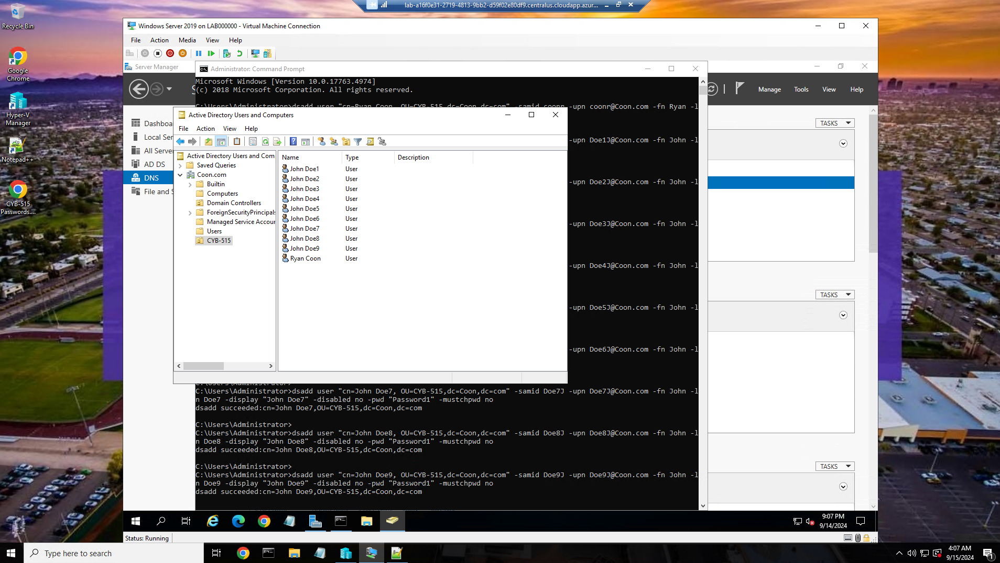 lab-a16f0e31-2719-4813-9bb2-d59f02e80df9.centralus.cloudapp.azur...
Recycle Bin
Google
Chrome
Hyper-V
Manager
Notepad++
CYB-515
Passwords....
Windows Server 2019 on LAB000000 - Virtual Machine Connection
File Action Media View Help
Server Manager
Manage Tools View Help
Dashboa
Local Ser
All Server
AD DS
DNS
File and S
TASKS
TASKS
TASKS
Administrator: Command Prompt
Microsoft Windows [Version 10.0.17763.4974]
(c) 2018 Microsoft Corporation. All rights reserved.
C:\Users\Administrator>dsadd user "cn=Ryan Coon, OU=CYB-515,dc=Coon,dc=com" -samid coonr -upn coonr@Coon.com -fn Ryan -l
-upn Doe1J@Coon.com -fn John -l
-upn Doe2J@Coon.com -fn John -l
-upn Doe3J@Coon.com -fn John -l
-upn Doe4J@Coon.com -fn John -l
-upn Doe5J@Coon.com -fn John -l
-upn Doe6J@Coon.com -fn John -l
Active Directory Users and Computers
File Action View Help
Active Directory Users and Com
Saved Queries
Coon.com
Builtin
Computers
Domain Controllers
ForeignSecurityPrincipals
Managed Service Accour
Users
CYB-515
Name Type Description
John Doe1 User
John Doe2 User
John Doe3 User
John Doe4 User
John Doe5 User
John Doe6 User
John Doe7 User
John Doe8 User
John Doe9 User
Ryan Coon User
C:\Users\Administrator>
C:\Users\Administrator>dsadd user "cn=John Doe7, OU=CYB-515,dc=Coon,dc=com" -samid Doe7J -upn Doe7J@Coon.com -fn John -l
n Doe7 -display "John Doe7" -disabled no -pwd "Password1" -mustchpwd no
dsadd succeeded:cn=John Doe7,OU=CYB-515,dc=Coon,dc=com
C:\Users\Administrator>
C:\Users\Administrator>dsadd user "cn=John Doe8, OU=CYB-515,dc=Coon,dc=com" -samid Doe8J -upn Doe8J@Coon.com -fn John -l
n Doe8 -display "John Doe8" -disabled no -pwd "Password1" -mustchpwd no
dsadd succeeded:cn=John Doe8,OU=CYB-515,dc=Coon,dc=com
C:\Users\Administrator>
C:\Users\Administrator>dsadd user "cn=John Doe9, OU=CYB-515,dc=Coon,dc=com" -samid Doe9J -upn Doe9J@Coon.com -fn John -l
n Doe9 -display "John Doe9" -disabled no -pwd "Password1" -mustchpwd no
dsadd succeeded:cn=John Doe9,OU=CYB-515,dc=Coon,dc=com
9:07 PM
9/14/2024
Status: Running
Type here to search
4:07 AM
9/15/2024
1